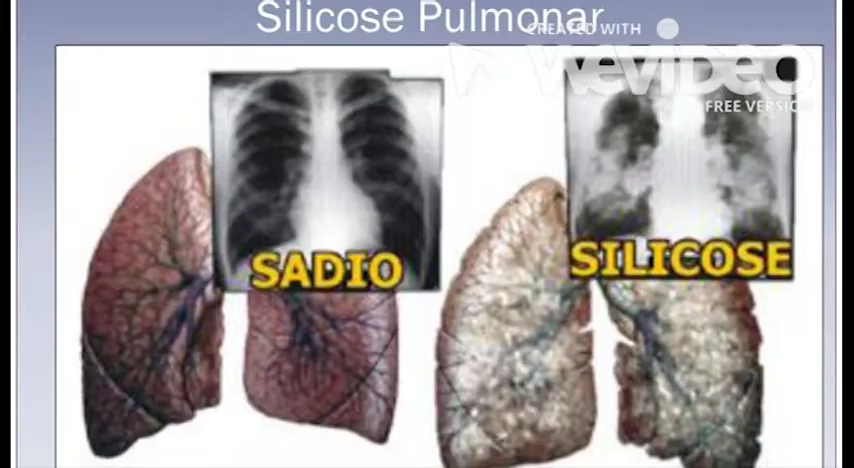 Silicose Pulmonar
CREATED WITH
WeVideo
FREE VERSION
SADIO
SILICOSE